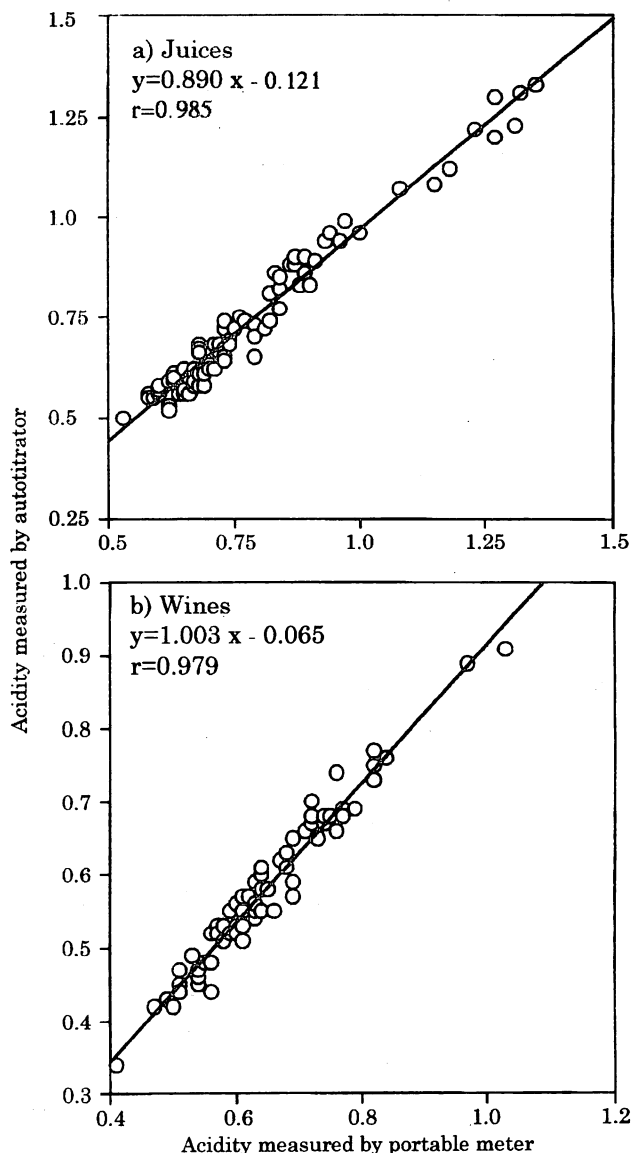 1.5
a) Juices
y=0.890 x - 0.121
r=0.985
1.25
1.0
0.75
0.5
0.25
0.5 0.75 1.0 1.25 1.5
Acidity measured by autotitrator
1.0
b) Wines
y=1.003 x - 0.065
r=0.979
0.9
0.8
0.7
0.6
0.5
0.4
0.3
0.4 0.6 0.8 1.0 1.2
Acidity measured by portable meter